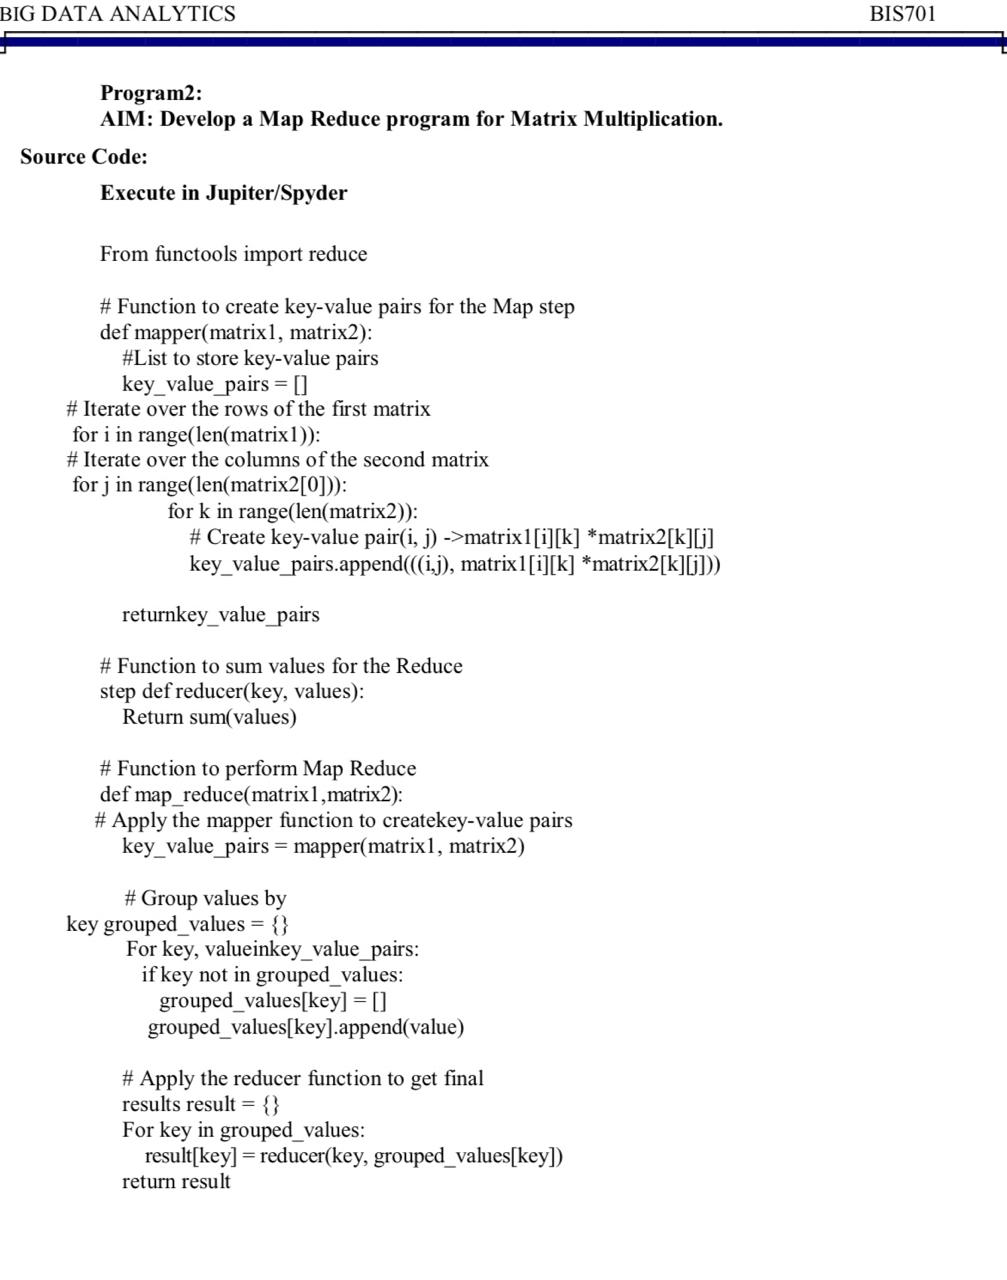 BIG DATA ANALYTICS BIS701
Program2:
AIM: Develop a Map Reduce program for Matrix Multiplication.
Source Code:
Execute in Jupiter/Spyder
From functools import reduce
# Function to create key-value pairs for the Map step
def mapper(matrix1, matrix2):
#List to store key-value pairs
key_value_pairs = []
# Iterate over the rows of the first matrix
for i in range(len(matrix1)):
# Iterate over the columns of the second matrix
for j in range(len(matrix2[0])):
for k in range(len(matrix2)):
# Create key-value pair(i, j) ->matrix1[i][k] *matrix2[k][j]
key_value_pairs.append(((i,j), matrix1[i][k] *matrix2[k][j]))
returnkey_value_pairs
# Function to sum values for the Reduce
step def reducer(key, values):
Return sum(values)
# Function to perform Map Reduce
def map_reduce(matrix1,matrix2):
# Apply the mapper function to createkey-value pairs
key_value_pairs = mapper(matrix1, matrix2)
# Group values by
key grouped_values = {}
For key, valueinkey_value_pairs:
if key not in grouped_values:
grouped_values[key] = []
grouped_values[key].append(value)
# Apply the reducer function to get final
results result = {}
For key in grouped_values:
result[key] = reducer(key, grouped_values[key])
return result